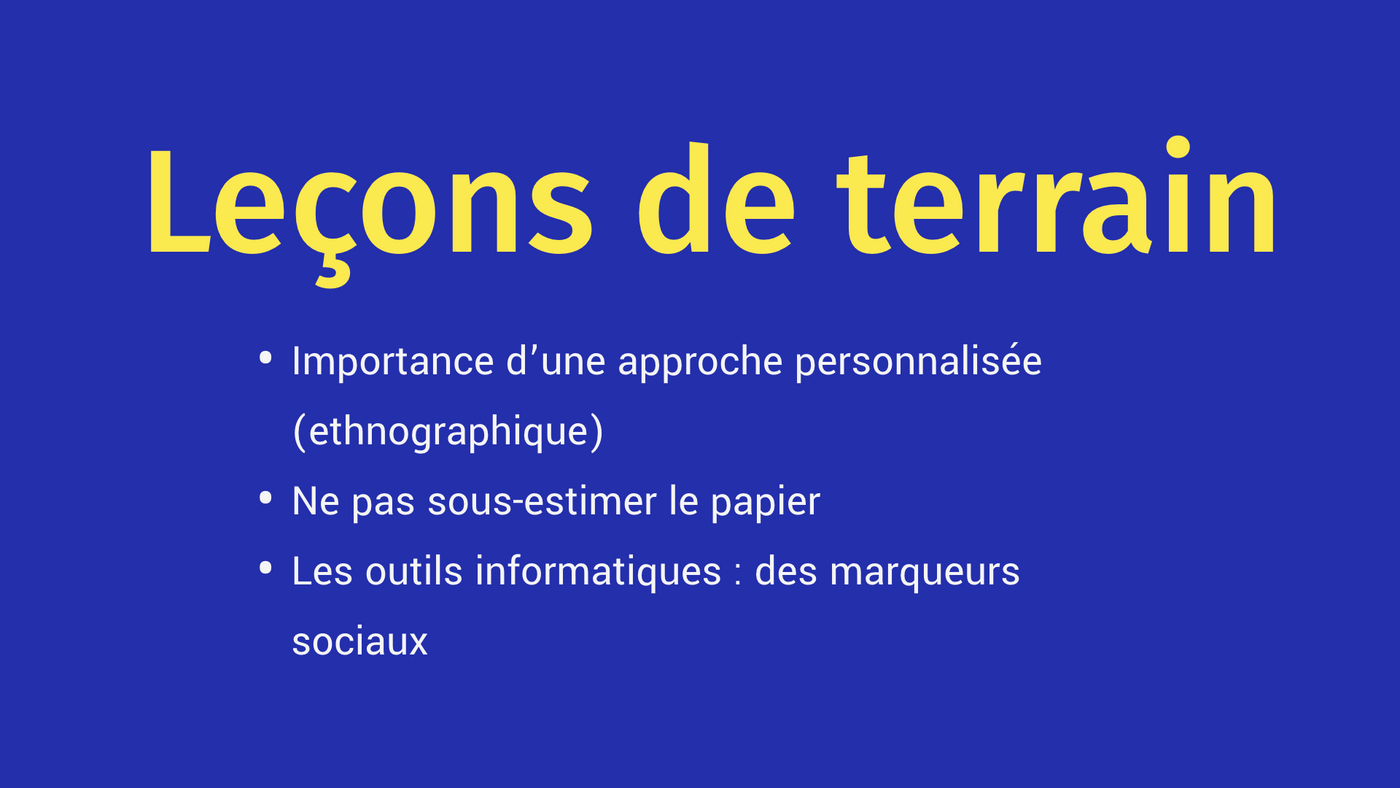 Leçons de terrain
• Importance d’une approche personnalisée
(ethnographique)
• Ne pas sous-estimer le papier
• Les outils informatiques : des marqueurs
sociaux